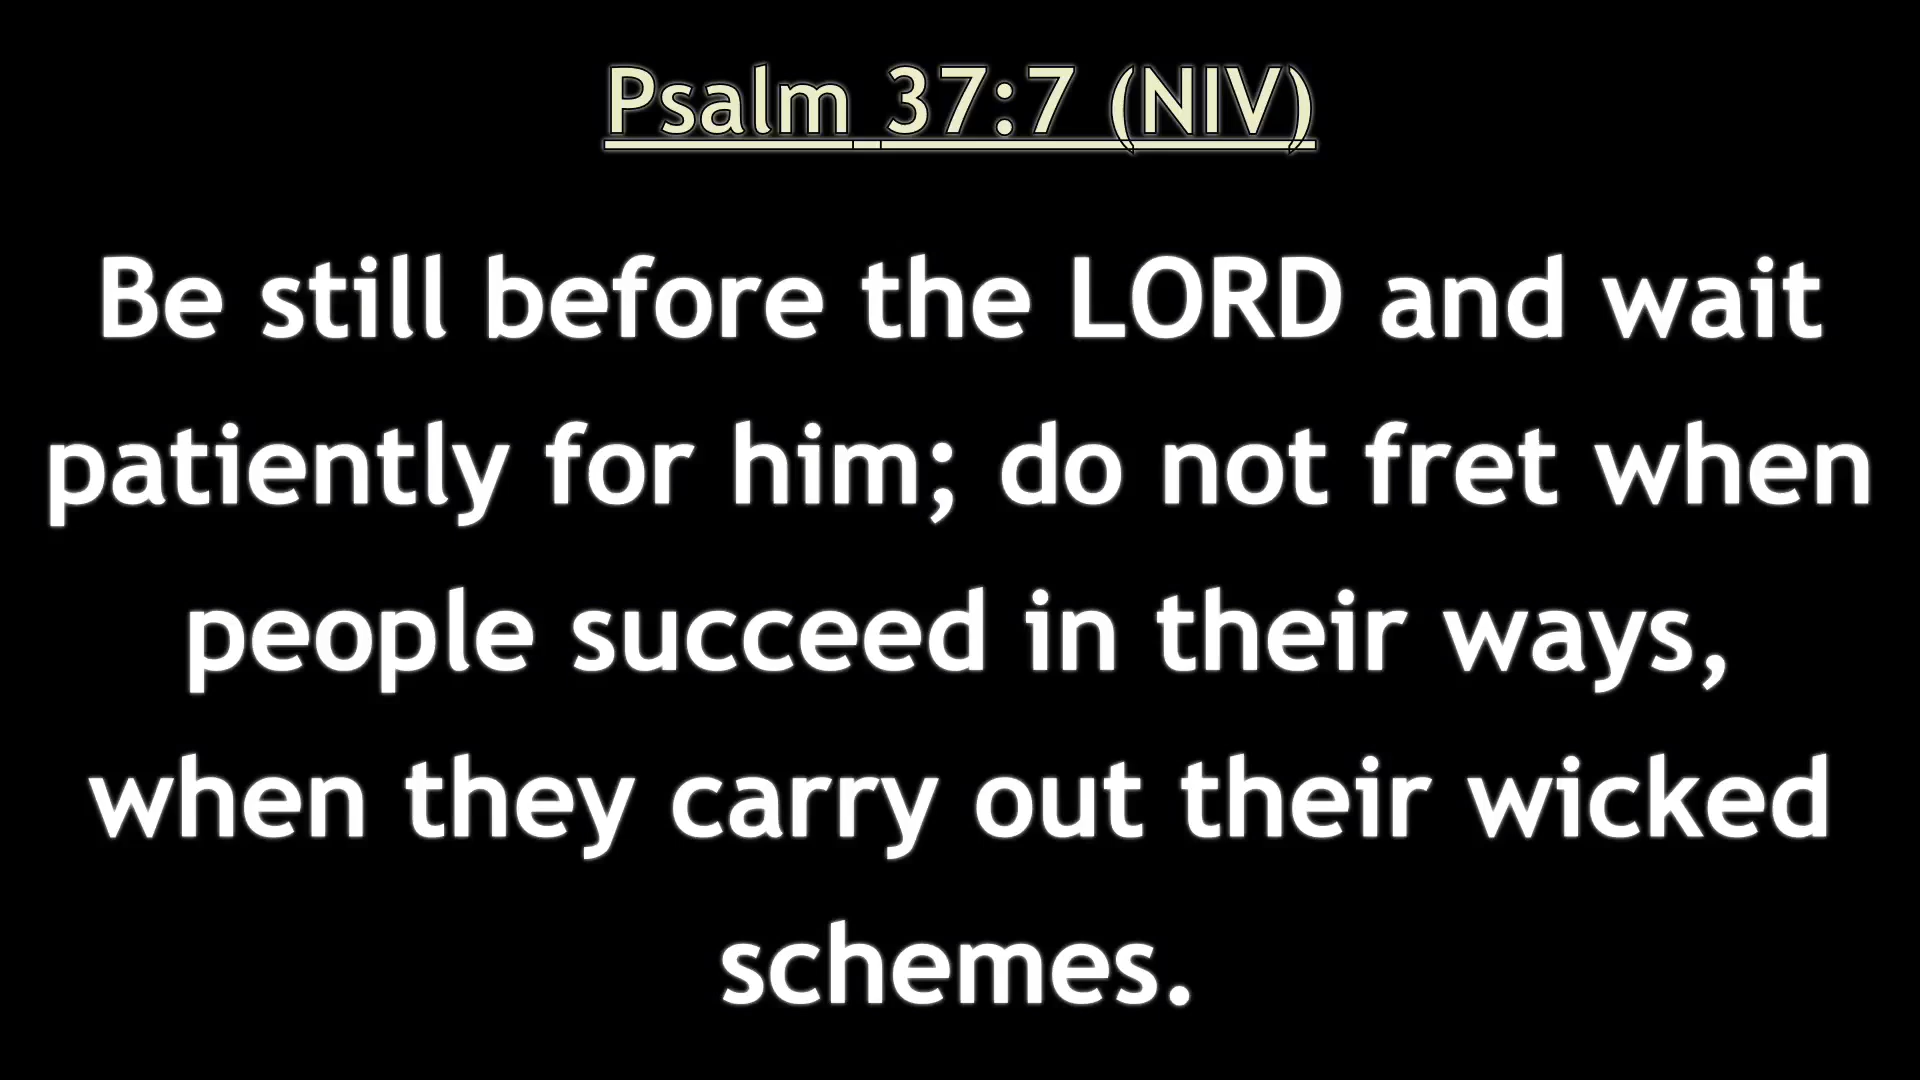 Psalm 37:7 (NIV)
Be still before the LORD and wait
patiently for him; do not fret when
people succeed in their ways,
when they carry out their wicked
schemes.